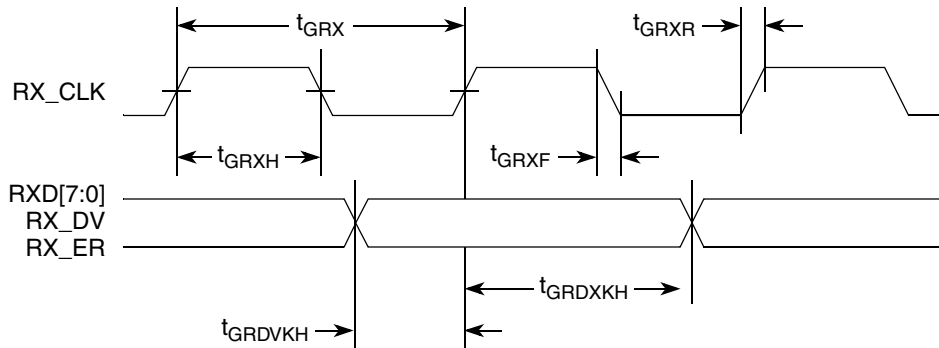 tGRX
tGRXR
RX_CLK
tGRXH
tGRXF
RXD[7:0]
RX_DV
RX_ER
tGRDXKH
tGRDVKH